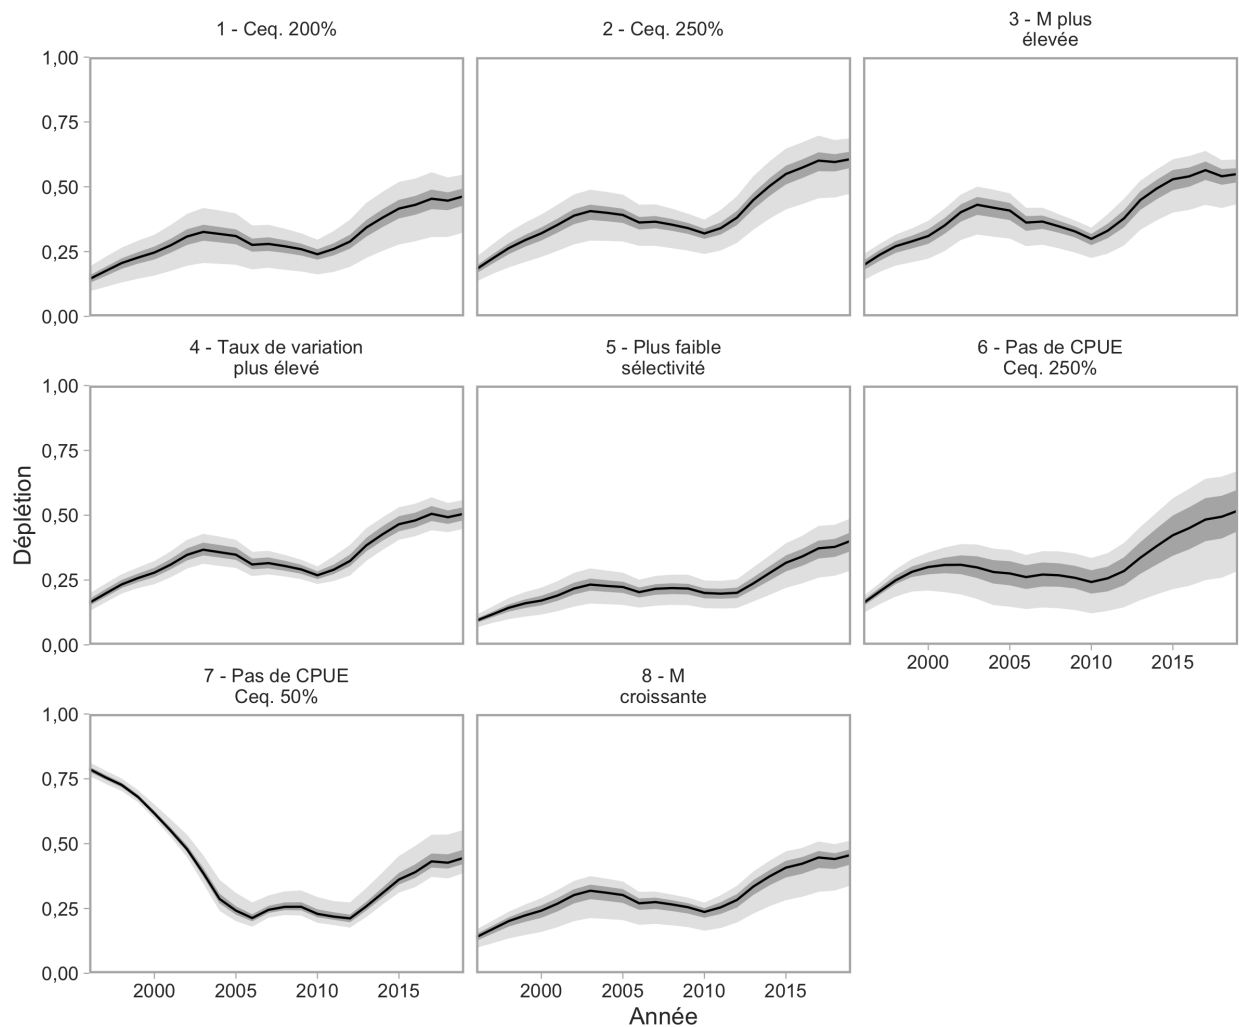 1 - Ceq. 200%
2 - Ceq. 250%
3 - M plus
élevée
1,00
0,75
0,50
0,25
0,00
4 - Taux de variation
plus élevé
5 - Plus faible
sélectivité
6 - Pas de CPUE
Ceq. 250%
1,00
0,75
0,50
0,25
0,00
Déplétion
2000
2005
2010
2015
7 - Pas de CPUE
Ceq. 50%
8 - M
croissante
1,00
0,75
0,50
0,25
0,00
2000
2005
2010
2015
2000
2005
2010
2015
Année